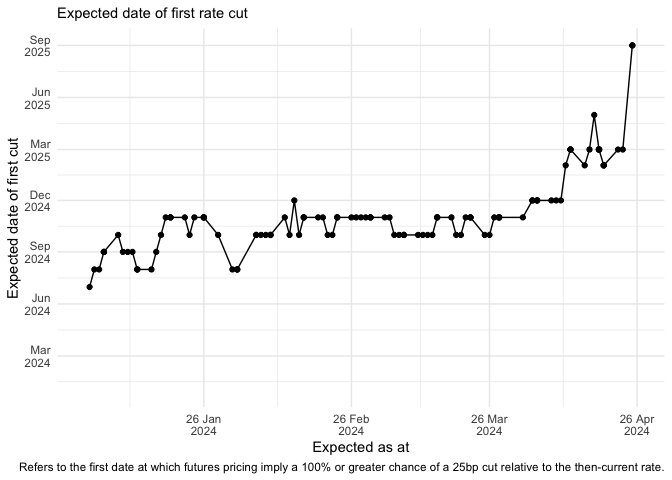 Expected date of first rate cut
Expected date of first cut
Sep
2025
Jun
2025
Mar
2025
Dec
2024
Sep
2024
Jun
2024
Mar
2024
26 Jan
2024
26 Feb
2024
26 Mar
2024
26 Apr
2024
Expected as at
Refers to the first date at which futures pricing imply a 100% or greater chance of a 25bp cut relative to the then-current rate.